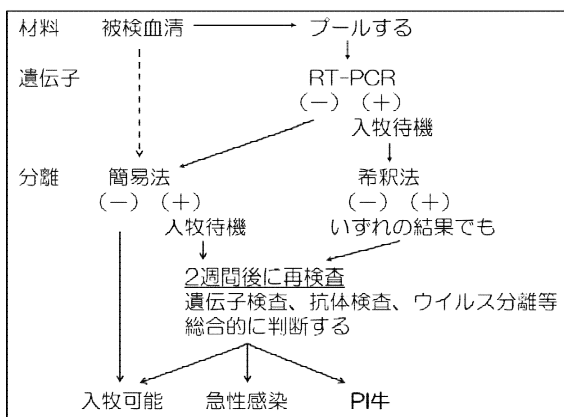 材料 被検血清 プールする
遺伝子 RT-PCR
(−) (+)
入牧待機
分離 簡易法 希釈法
(−) (+) (−) (+)
入牧待機 いずれの結果でも
2週間後に再検査
遺伝子検査、抗体検査、ウイルス分離等
総合的に判断する
入牧可能 急性感染 PI牛